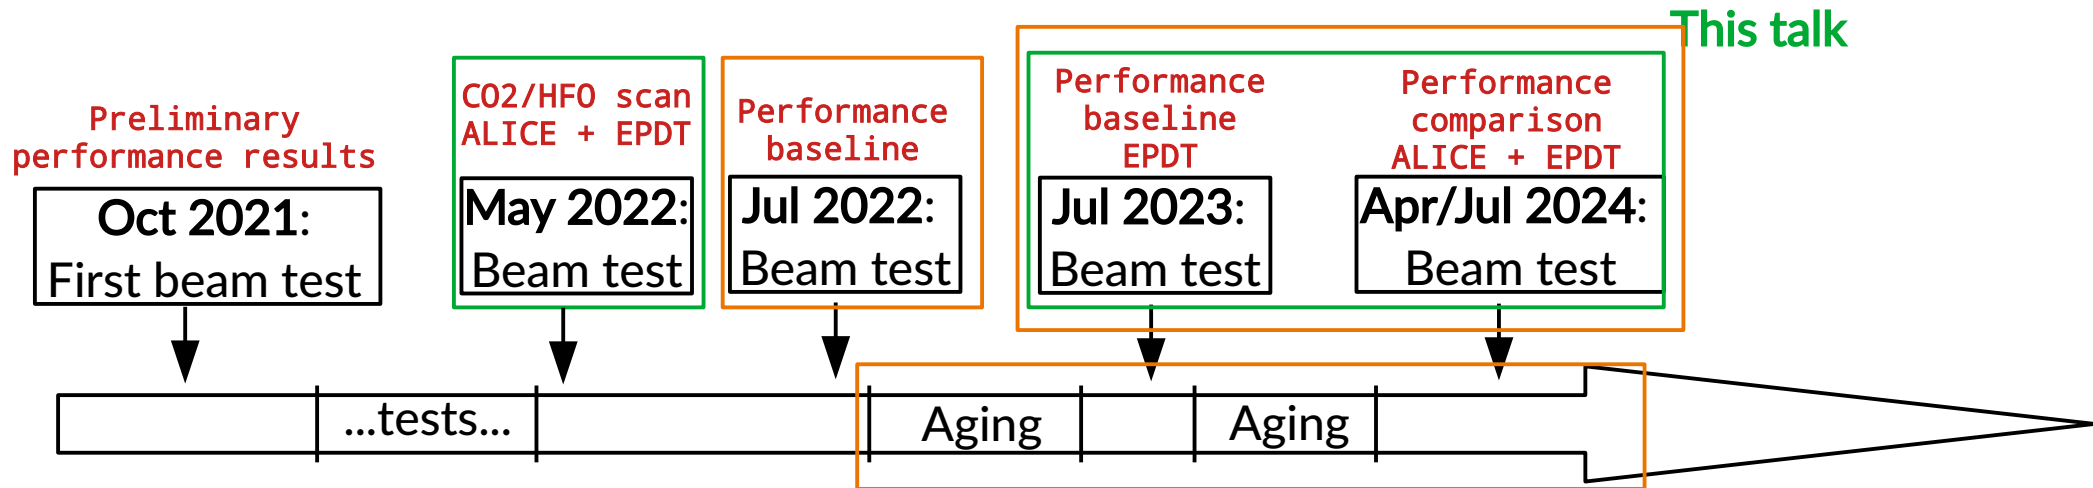 This talk
Preliminary
performance results
Oct 2021:
First beam test
CO2/HFO scan
ALICE + EPDT
May 2022:
Beam test
Performance
baseline
Jul 2022:
Beam test
Performance
baseline
EPDT
Jul 2023:
Beam test
Performance
comparison
ALICE + EPDT
Apr/Jul 2024:
Beam test
...tests...
Aging
Aging